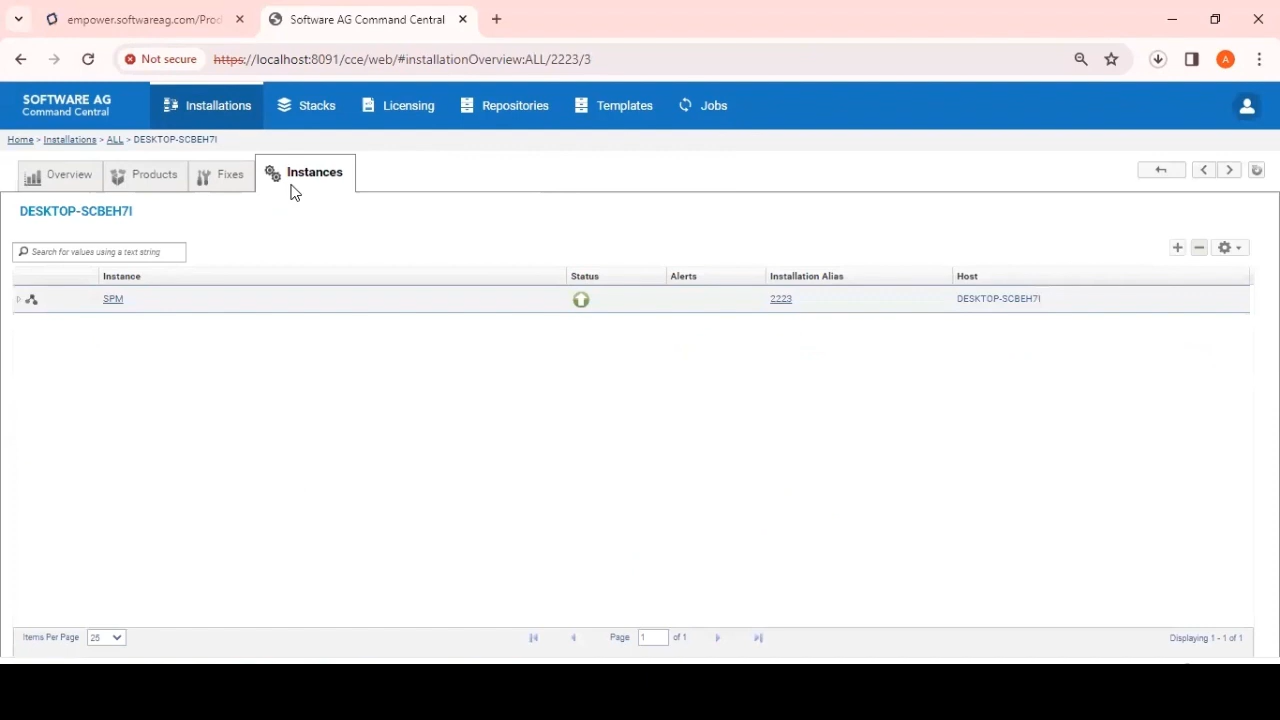 empower.softwareag.com/Prod
Software AG Command Central
Not secure
https://localhost:8091/cce/web/#installationOverview:ALL/2223/3
A
SOFTWARE AG
Command Central
Installations
Stacks
Licensing
Repositories
Templates
Jobs
Home > Installations > ALL > DESKTOP-SCBEH7I
Overview
Products
Fixes
Instances
DESKTOP-SCBEH7I
Search for values using a text string
Instance Status Alerts Installation Alias Host
SPM 2223 DESKTOP-SCBEH7I
Items Per Page 25 Page 1 of 1 Displaying 1 - 1 of 1